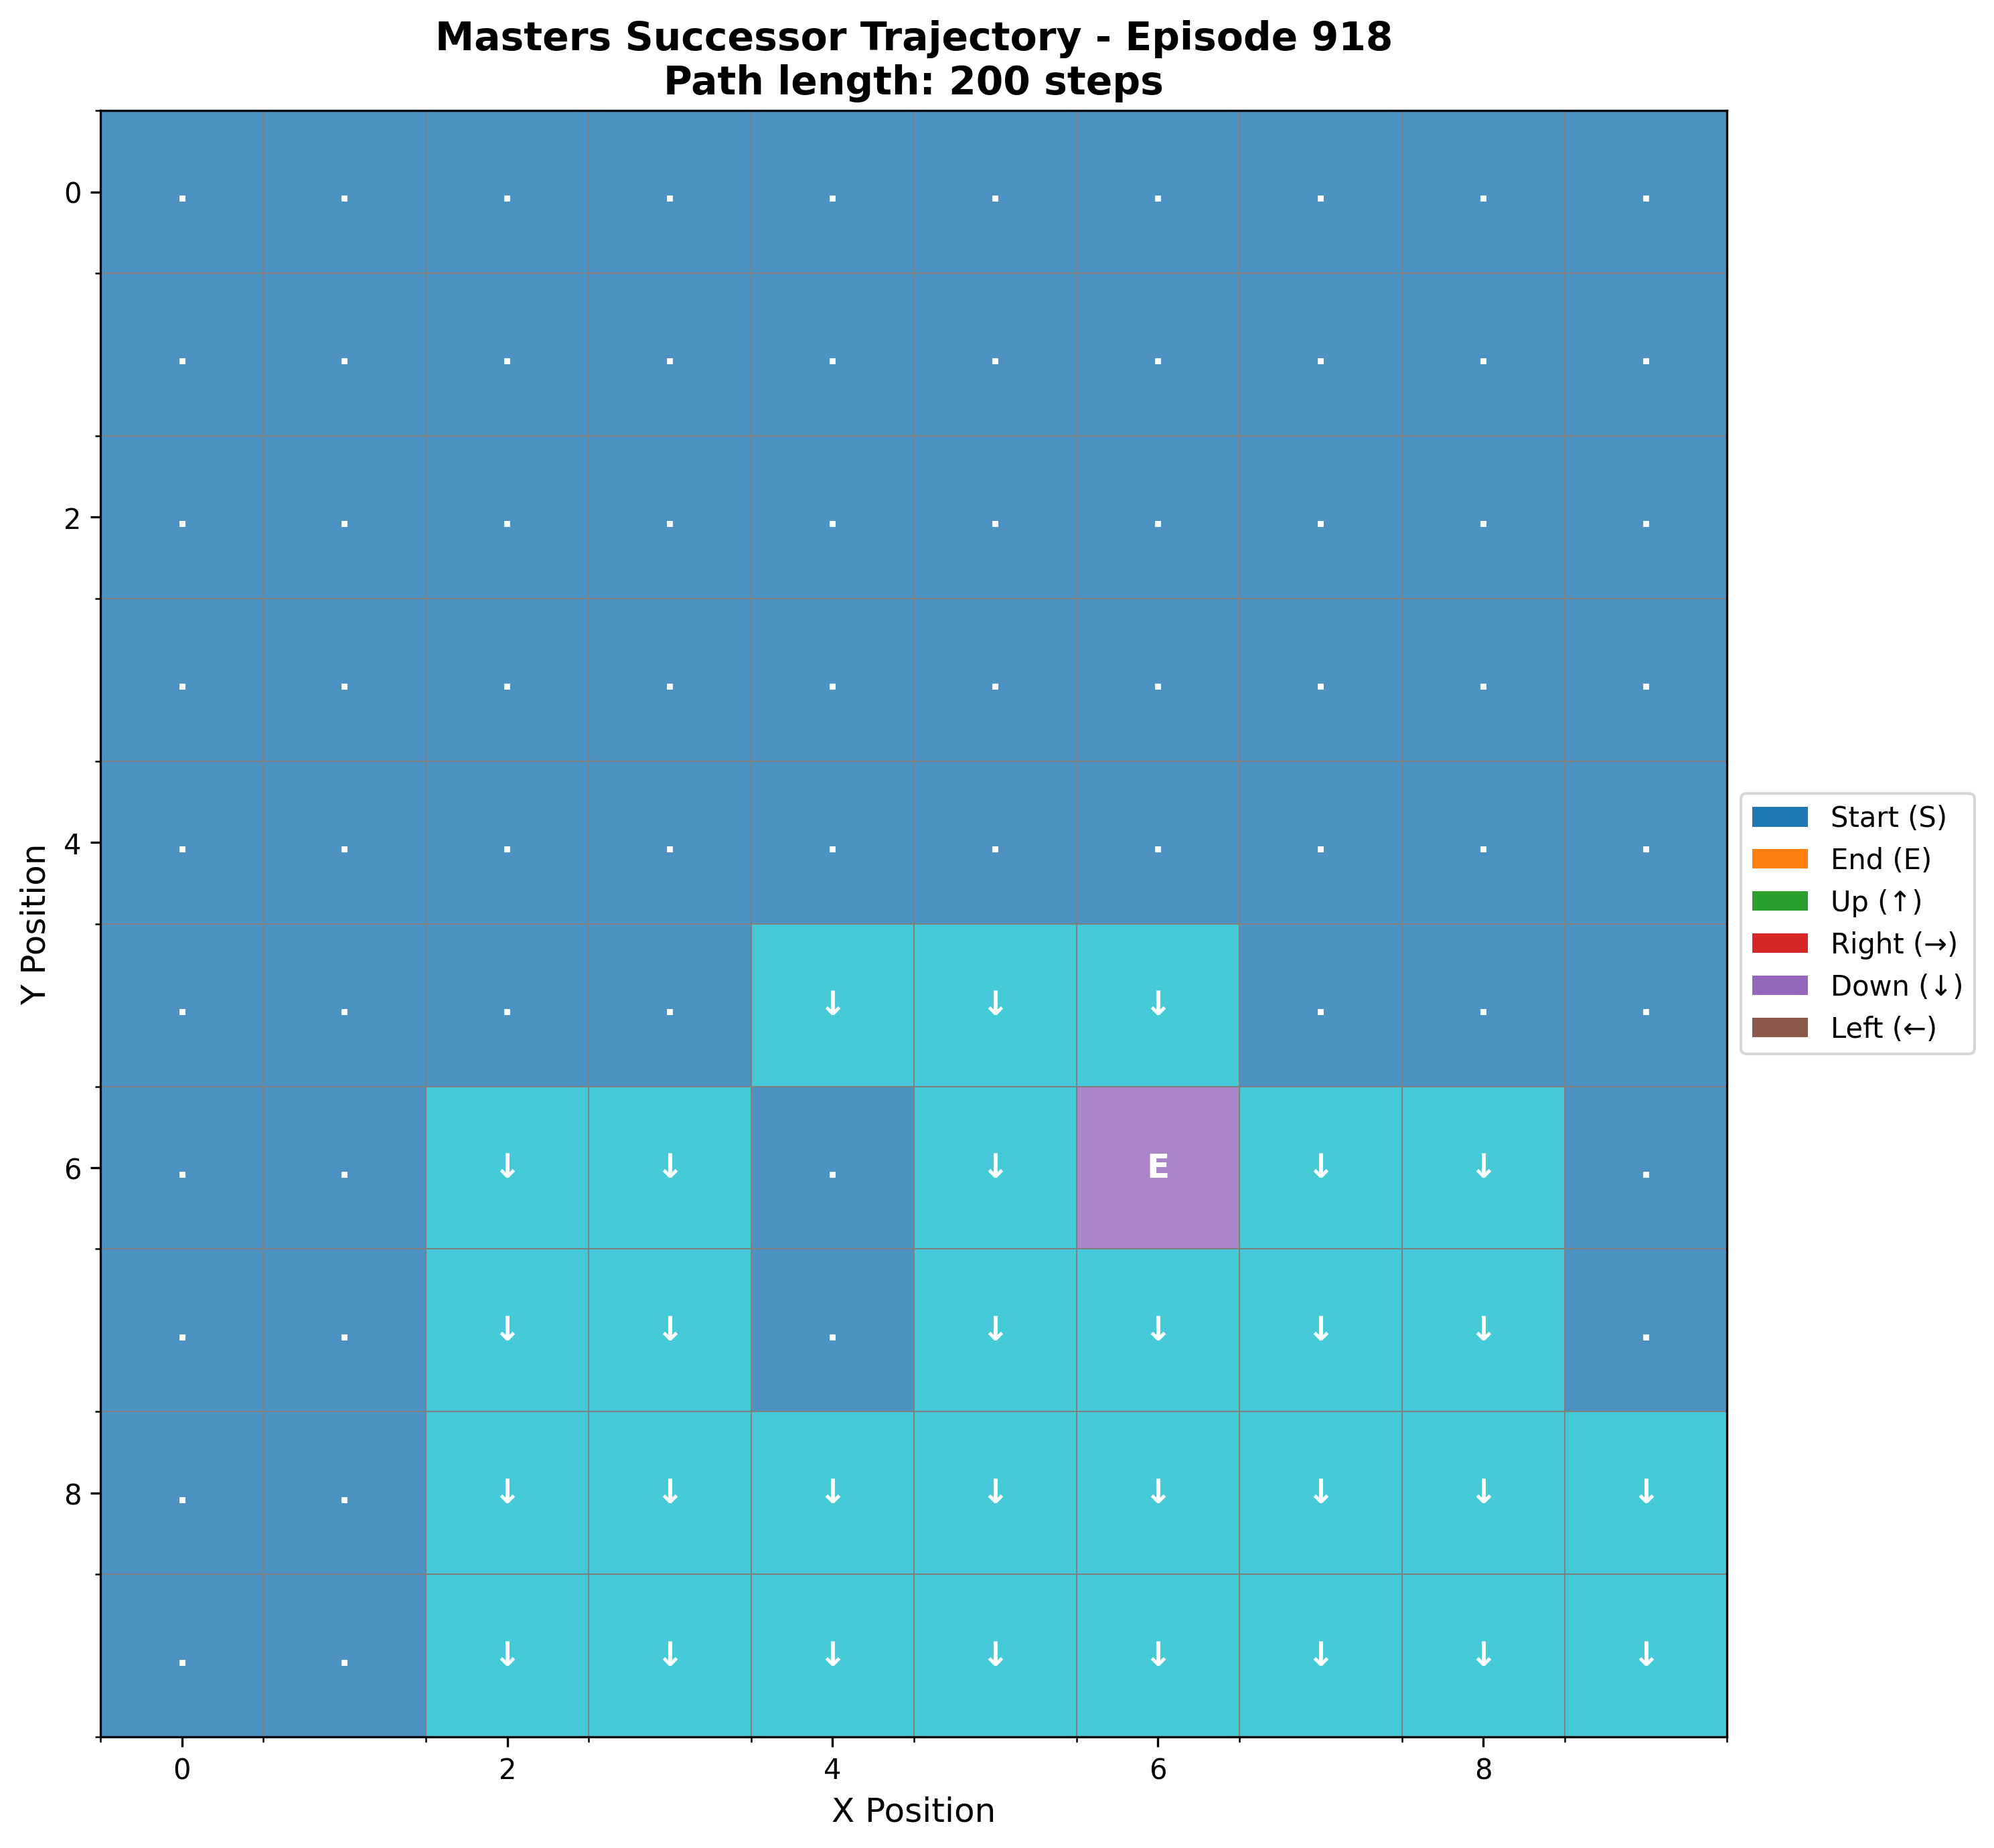 Masters Successor Trajectory - Episode 918
Path length: 200 steps
0 . . . . . . . . . .
. . . . . . . . . .
2 . . . . . . . . . .
. . . . . . . . . .
4 . . . . . . . . . .
. . . . ↓ ↓ ↓ . . .
6 . . ↓ ↓ . ↓ E ↓ ↓ .
. . ↓ ↓ . ↓ ↓ ↓ ↓ .
8 . . ↓ ↓ ↓ ↓ ↓ ↓ ↓ ↓
. . ↓ ↓ ↓ ↓ ↓ ↓ ↓ ↓
0 2 4 6 8
X Position
Y Position
Start (S)
End (E)
Up (↑)
Right (→)
Down (↓)
Left (←)